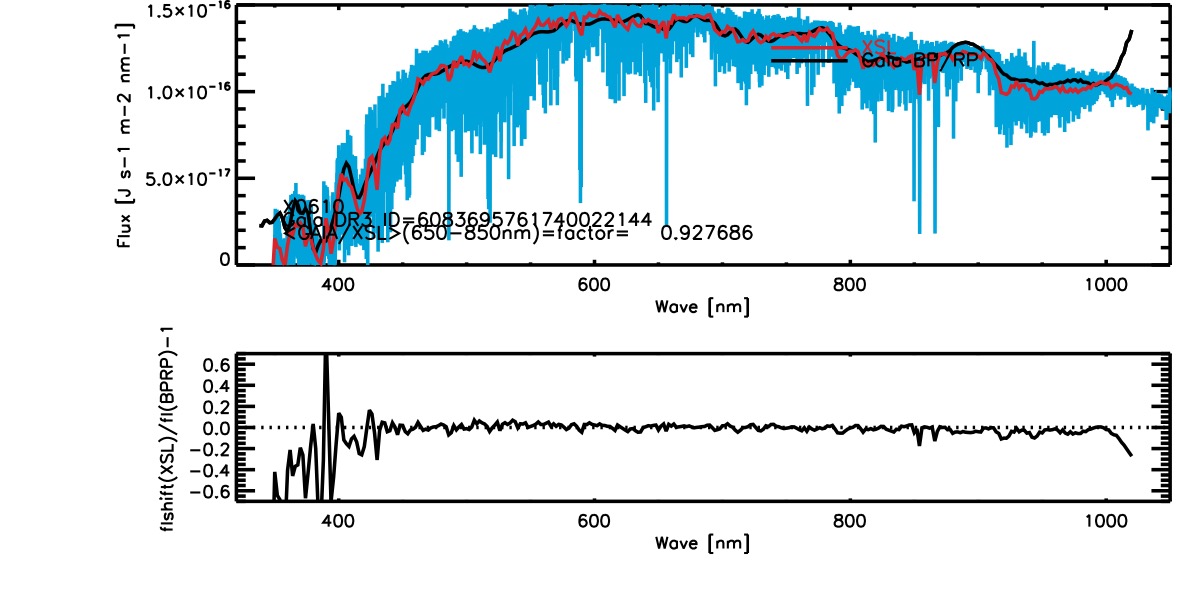 1.5×10−16
1.0×10−16
5.0×10−17
0
Flux [J s−1 m−2 nm−1]
XSL
Gaia BP/RP
X0610
Gaia DR3 ID=6083695761740022144
<GAIA/XSL>(650−850nm)=factor= 0.927686
400 600 800 1000
Wave [nm]
flshift(XSL)/fl(BPRP)−1
0.6
0.4
0.2
0.0
−0.2
−0.4
−0.6
400 600 800 1000
Wave [nm]